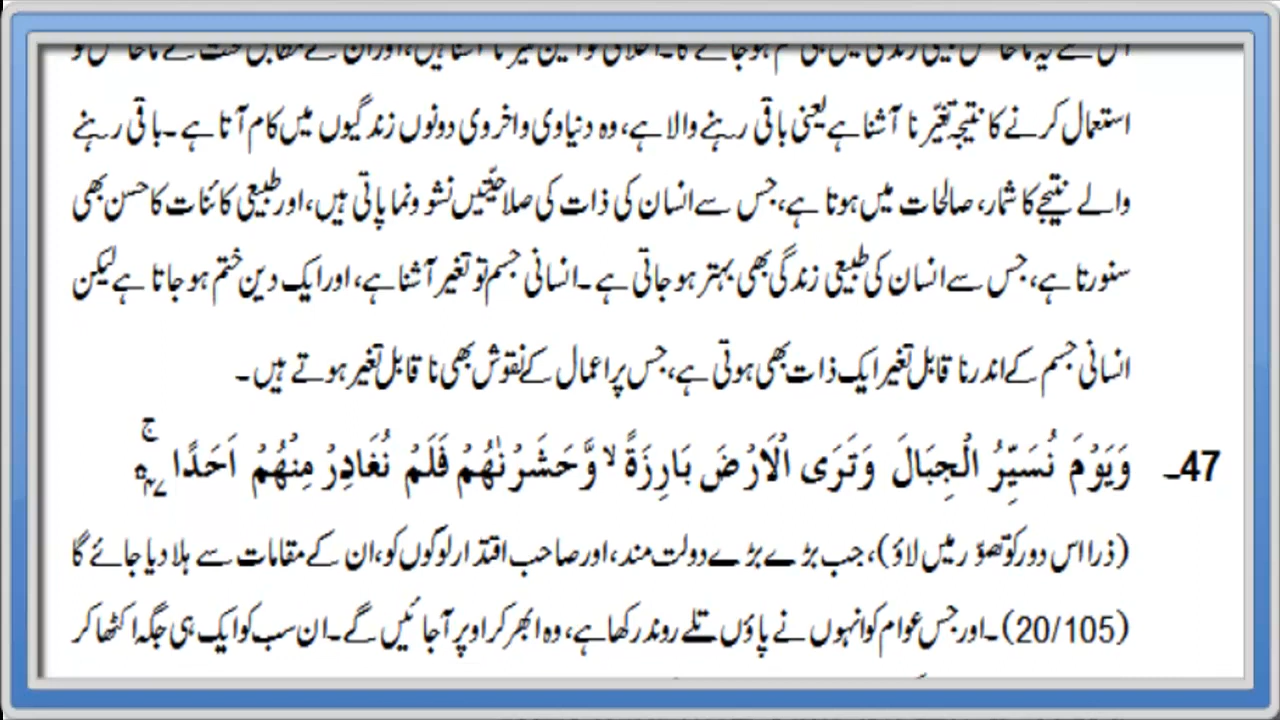 استعمال کرنے کا نتیجہ تغیّر نا آشنا ہے یعنی باقی رہنے والا ہے، وہ دنیاوی و اخروی دونوں زندگیوں میں کام آتا ہے۔ باقی رہنے
والے نتیجے کا شمار، صالحات میں ہوتا ہے، جس سے انسان کی ذات کی صلاحیّتیں نشو ونما پاتی ہیں، اور طبیعی کائنات کا حسن بھی
سنورتا ہے، جس سے انسان کی طبیعی زندگی بھی بہتر ہو جاتی ہے۔ انسانی جسم تو تغیر آشنا ہے، اور ایک دین ختم ہو جاتا ہے لیکن
انسانی جسم کے اندر نا قابل تغیر ایک ذات بھی ہوتی ہے، جس پر اعمال کے نقوش بھی نا قابل تغیر ہوتے ہیں۔
47۔ وَيَوْمَ نُسَيِّرُ الْجِبَالَ وَتَرَى الْاَرْضَ بَارِزَةً ۙ وَّحَشَرْنٰهُمْ فَلَمْ نُغَادِرْ مِنْهُمْ اَحَدًا ۚ ۴۷
(ذرا اس دور کو تصوّر میں لاؤ)، جب بڑے بڑے دولت مند، اور صاحب اقتدار لوگوں کو، ان کے مقامات سے ہلا دیا جائے گا
(20/105)۔ اور جس عوام کو انہوں نے پاؤں تلے روند رکھا ہے، وہ ابھر کر اوپر آجائیں گے۔ ان سب کو ایک ہی جگہ اکٹھا کر